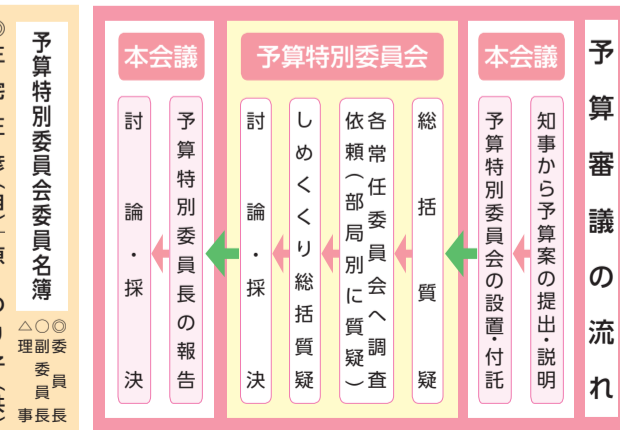 予算審議の流れ
本会議
知事から予算案の提出・説明
予算特別委員会の設置・付託
予算特別委員会
総括質疑
各常任委員会へ調査
依頼(部局別に質疑)
しめくくり総括質疑
討論・採決
本会議
予算特別委員長の報告
討論・採決
予算特別委員会委員名簿
◎委員長
○副委員長
△理事